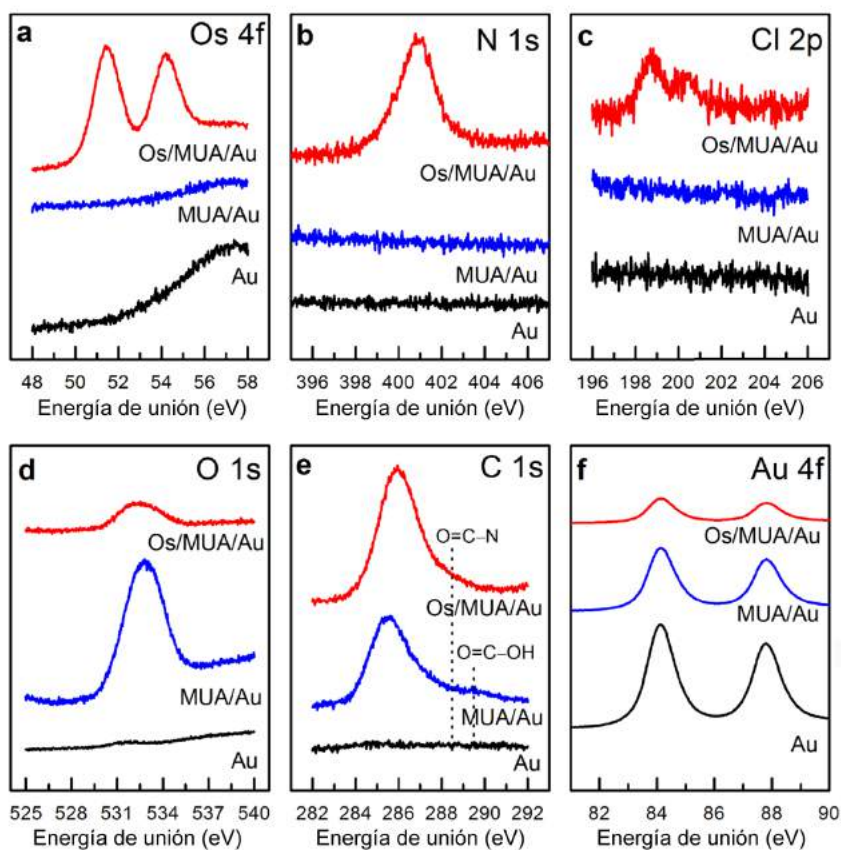 a
Os 4f
Os/MUA/Au
MUA/Au
Au
48 50 52 54 56 58
Energía de unión (eV)
b
N 1s
Os/MUA/Au
MUA/Au
Au
396 398 400 402 404 406
Energía de unión (eV)
c
Cl 2p
Os/MUA/Au
MUA/Au
Au
196 198 200 202 204 206
Energía de unión (eV)
d
O 1s
Os/MUA/Au
MUA/Au
Au
525 528 531 534 537 540
Energía de unión (eV)
e
C 1s
O=C–N
Os/MUA/Au
O=C–OH
MUA/Au
Au
282 284 286 288 290 292
Energía de unión (eV)
f
Au 4f
Os/MUA/Au
MUA/Au
Au
82 84 86 88 90
Energía de unión (eV)